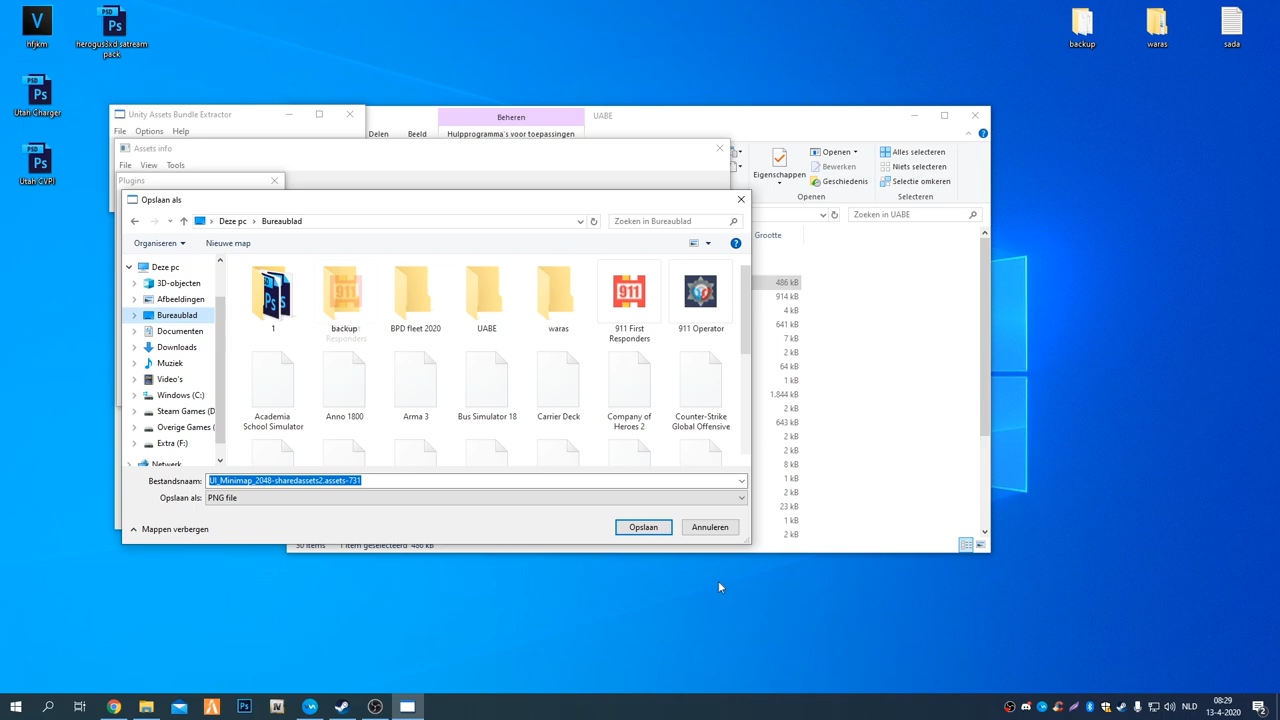 hfjkm
herogus3xd satream pack
Utah Charger
Utah CVPI
backup
waras
sada
Unity Assets Bundle Extractor
File Options Help
Assets info
File View Tools
Plugins
Delen Beeld
Beheren
Hulpprogramma's voor toepassingen
UABE
Eigenschappen
Openen
Bewerken
Geschiedenis
Openen
Alles selecteren
Niets selecteren
Selectie omkeren
Selecteren
Zoeken in UABE
Grootte
486 kB
914 kB
4 kB
641 kB
7 kB
2 kB
64 kB
1 kB
1.844 kB
2 kB
643 kB
2 kB
2 kB
8 kB
1 kB
23 kB
1 kB
2 kB
Opslaan als
Deze pc > Bureaublad
Zoeken in Bureaublad
Organiseren
Nieuwe map
Deze pc
3D-objecten
Afbeeldingen
Bureaublad
Documenten
Downloads
Muziek
Video's
Windows (C:)
Steam Games (D
Overige Games (
Extra (F:)
Netwerk
1
backup
Responders
BPD fleet 2020
UABE
waras
911 First Responders
911 Operator
Academia School Simulator
Anno 1800
Arma 3
Bus Simulator 18
Carrier Deck
Company of Heroes 2
Counter-Strike Global Offensive
Bestandsnaam: UI_Minimap_2048-sharedassets2.assets-731
Opslaan als: PNG file
Mappen verbergen
Opslaan
Annuleren
30 items 1 item geselecteerd 486 kB
NLD
08:29
13-4-2020
2